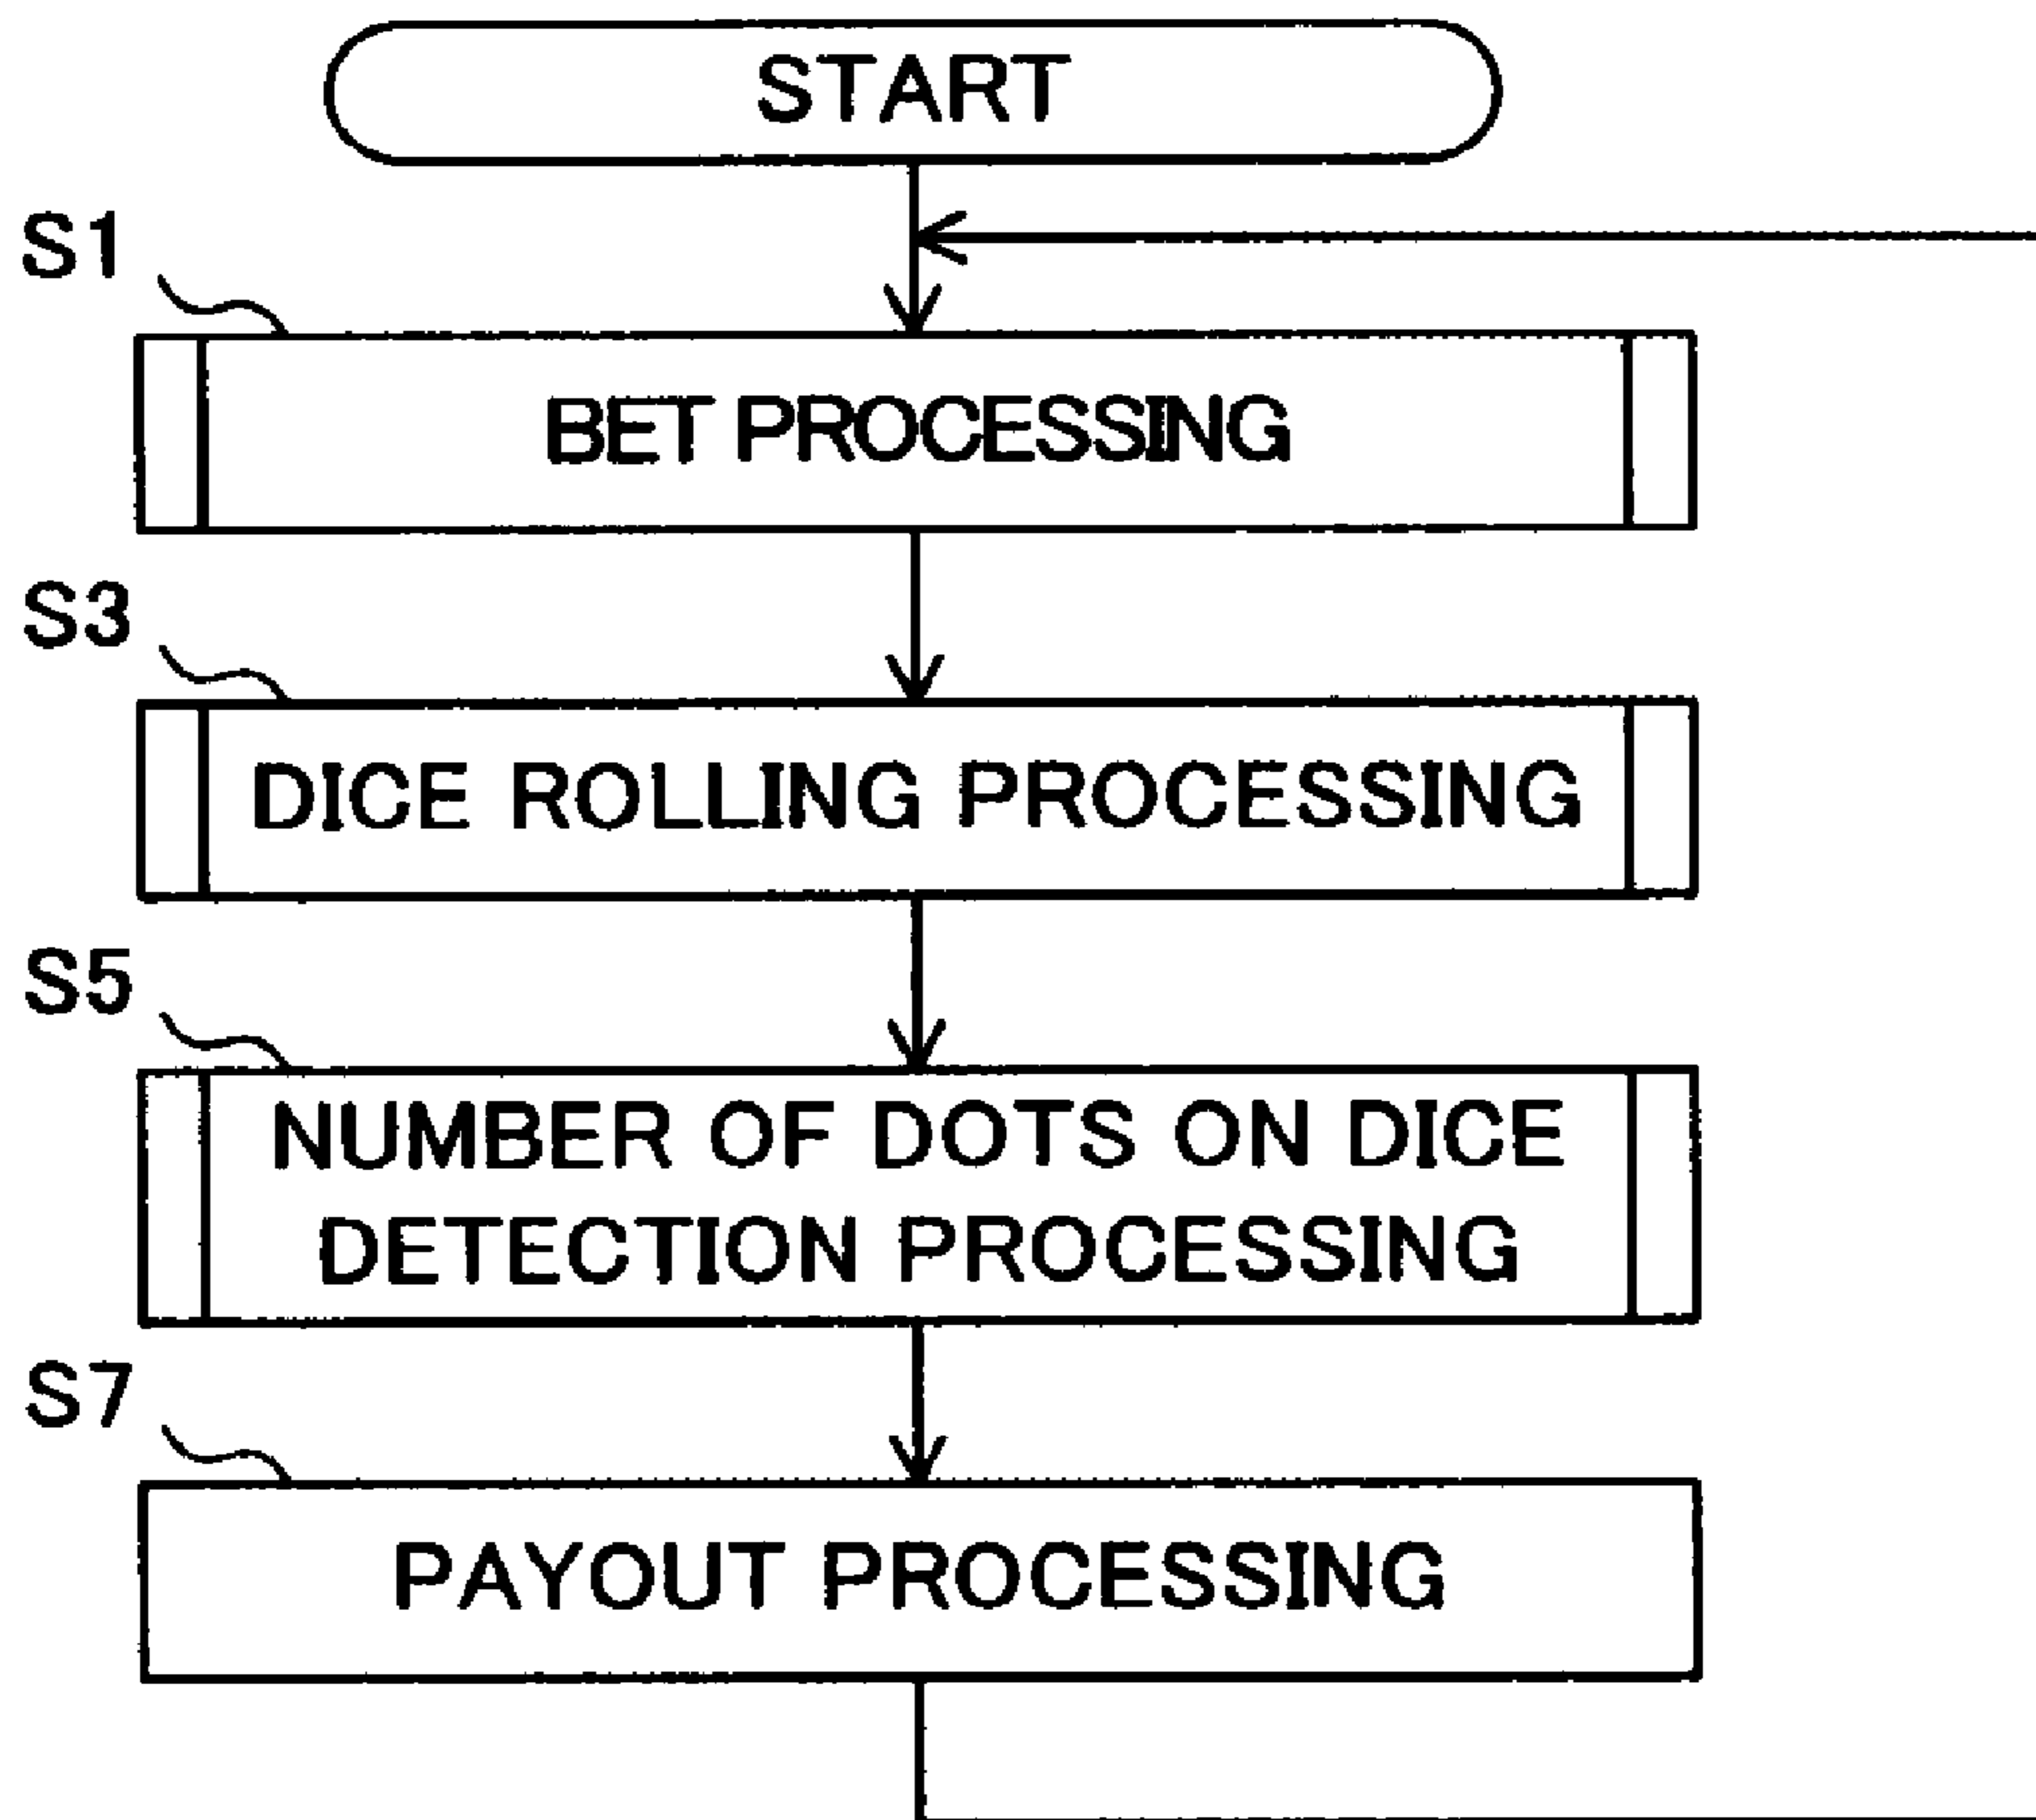 START
S1
BET PROCESSING
S3
DICE ROLLING PROCESSING
S5
NUMBER OF DOTS ON DICE
DETECTION PROCESSING
S7
PAYOUT PROCESSING